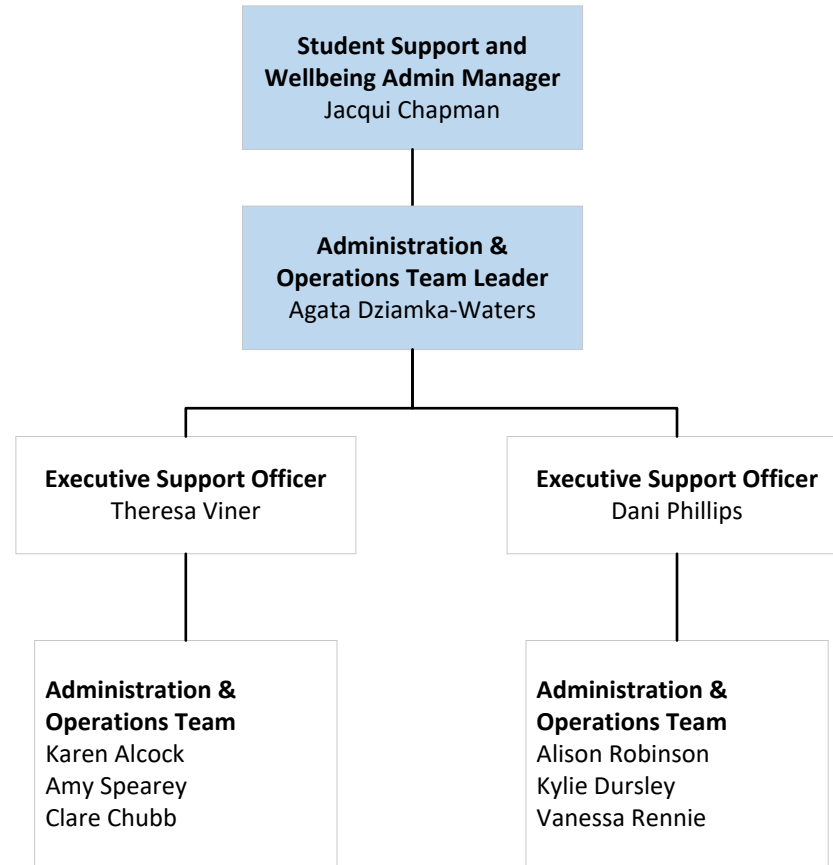 Student Support and
Wellbeing Admin Manager
Jacqui Chapman
Administration &
Operations Team Leader
Agata Dziamka-Waters
Executive Support Officer
Theresa Viner
Executive Support Officer
Dani Phillips
Administration &
Operations Team
Karen Alcock
Amy Spearey
Clare Chubb
Administration &
Operations Team
Alison Robinson
Kylie Dursley
Vanessa Rennie